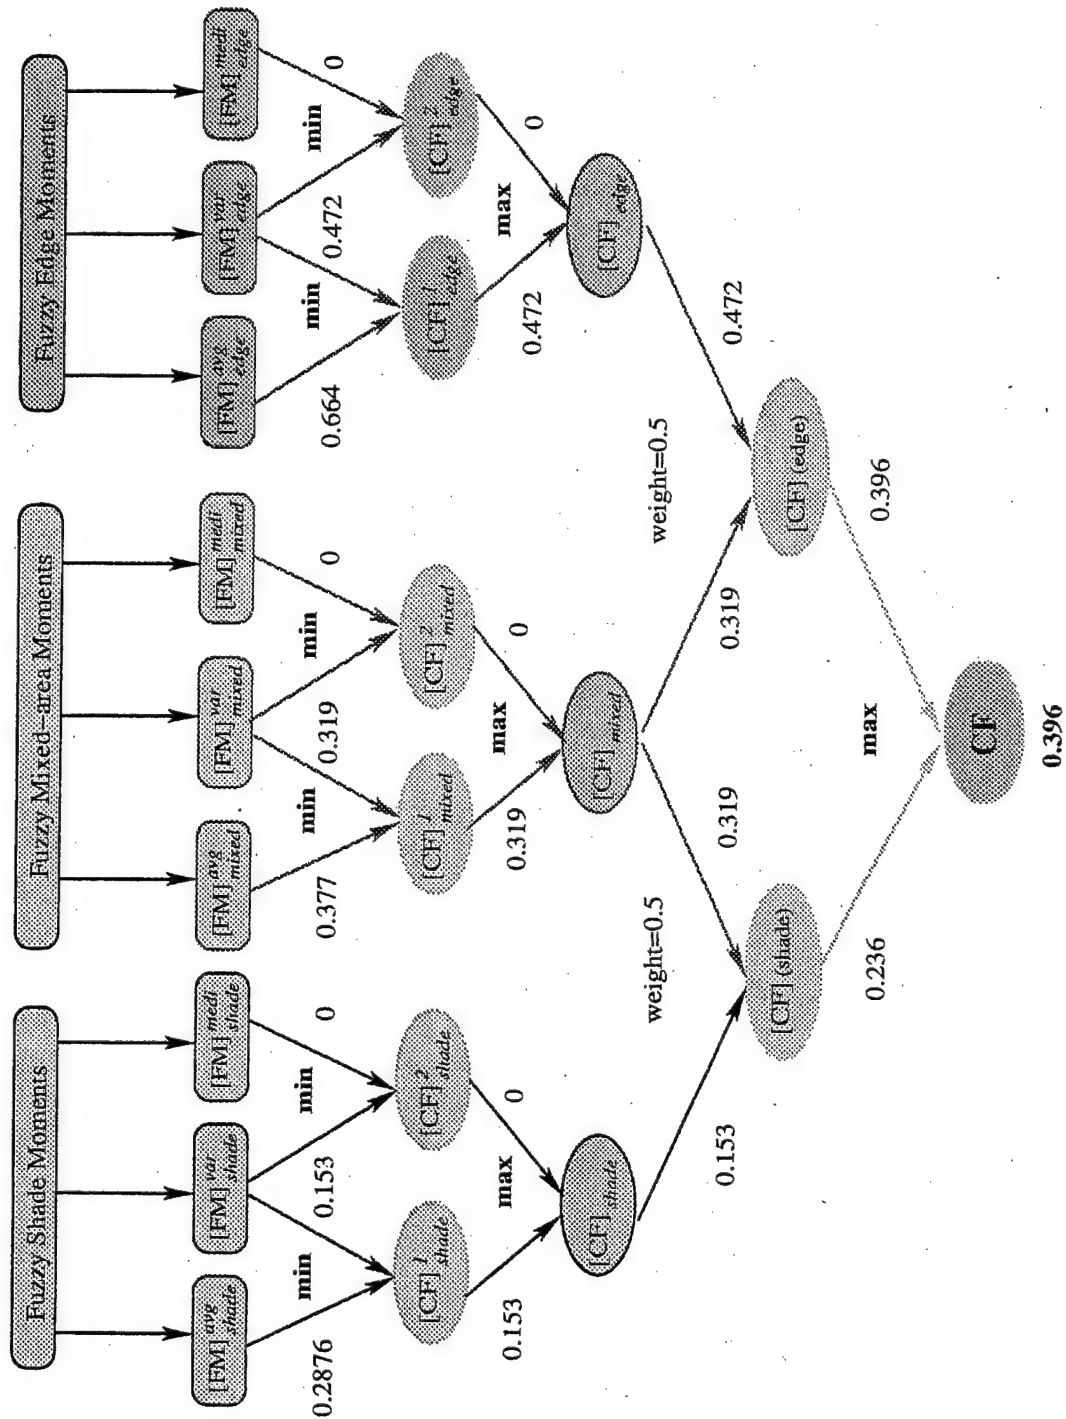 Fuzzy Shade Moments
Fuzzy Mixed-area Moments
Fuzzy Edge Moments
[FM] avg shade
[FM] var shade
[FM] medi shade
[FM] avg mixed
[FM] var mixed
[FM] medi mixed
[FM] avg edge
[FM] var edge
[FM] medi edge
0.2876
min
0.153
min
0
0.377
min
0.319
min
0
0.664
min
0.472
min
0
[CF] 1 shade
[CF] 2 shade
[CF] 1 mixed
[CF] 2 mixed
[CF] 1 edge
[CF] 2 edge
0.153
max
0
0.319
max
0
0.472
max
0
[CF] shade
[CF] mixed
[CF] edge
weight=0.5
weight=0.5
0.153
0.319
0.319
0.472
[CF] (shade)
[CF] (edge)
0.236
max
0.396
CF
0.396